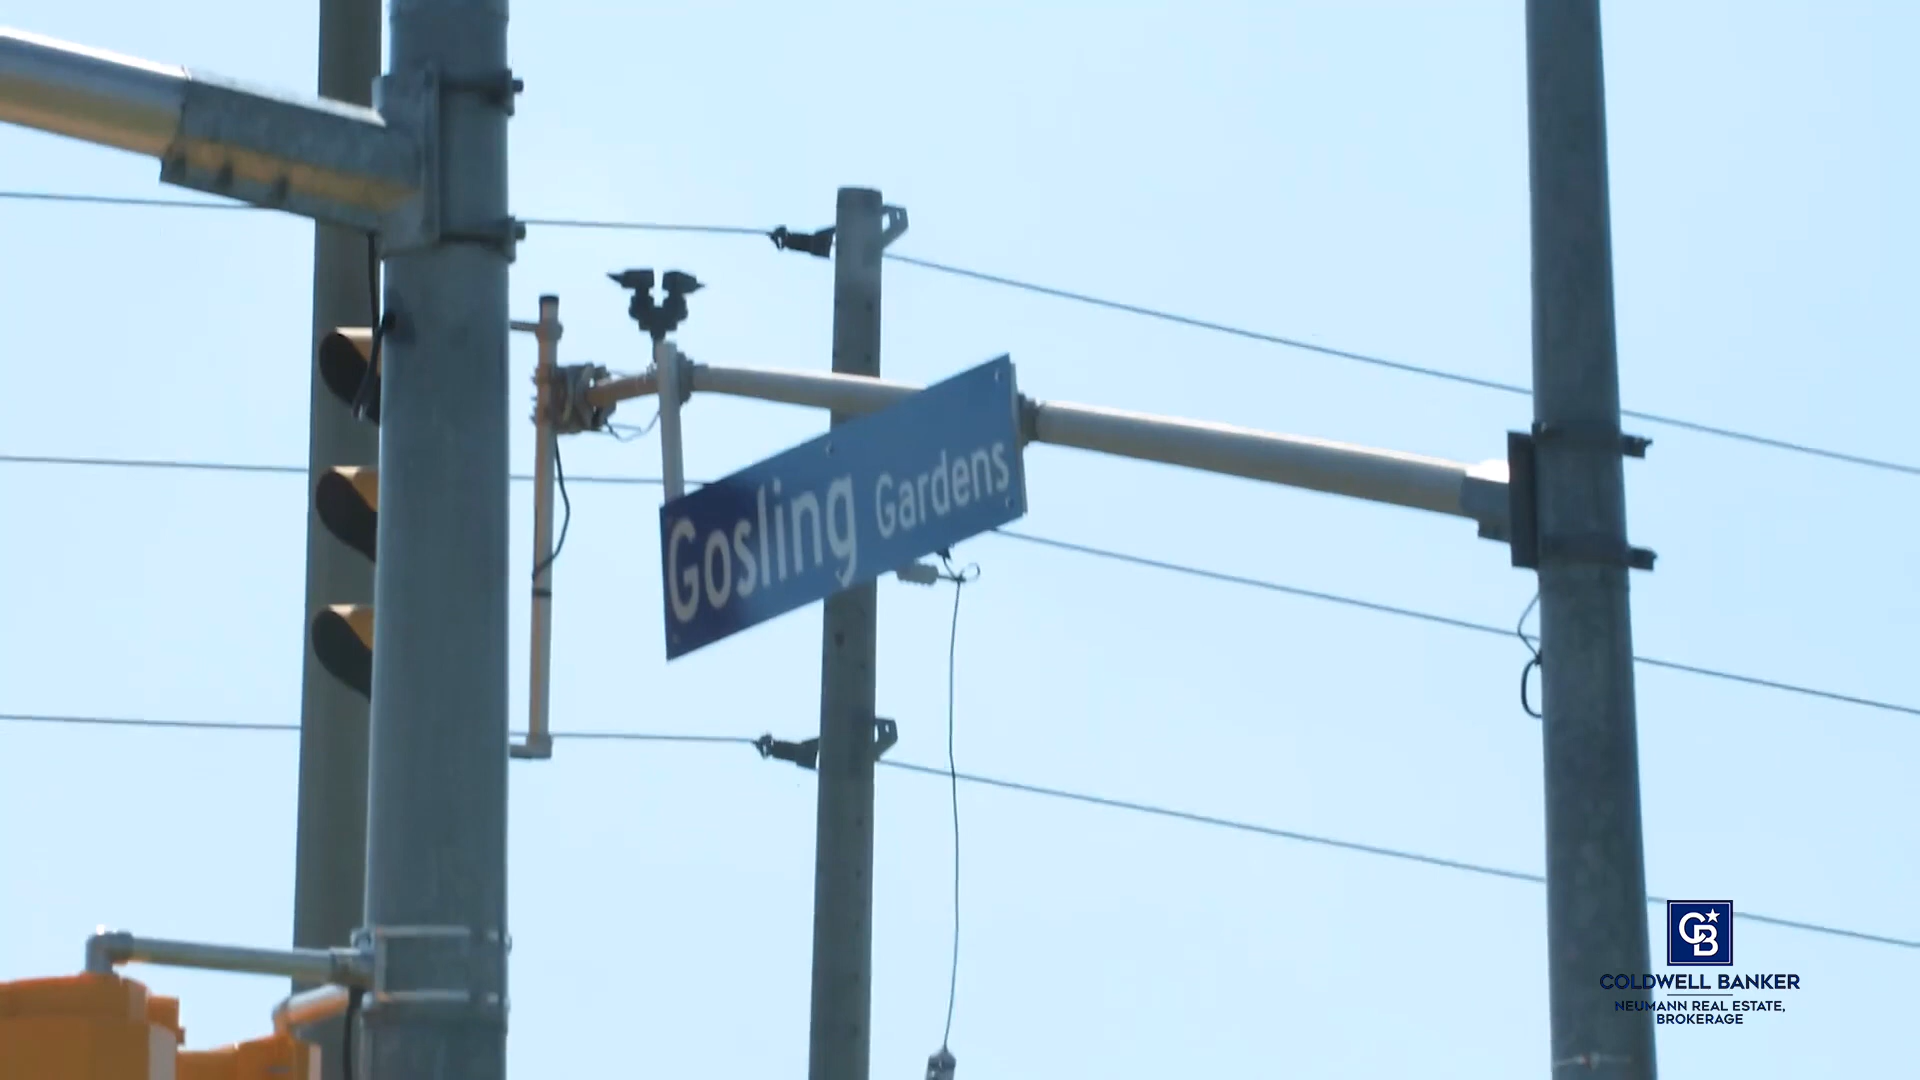 Gosling Gardens
CB
COLDWELL BANKER
NEUMANN REAL ESTATE,
BROKERAGE